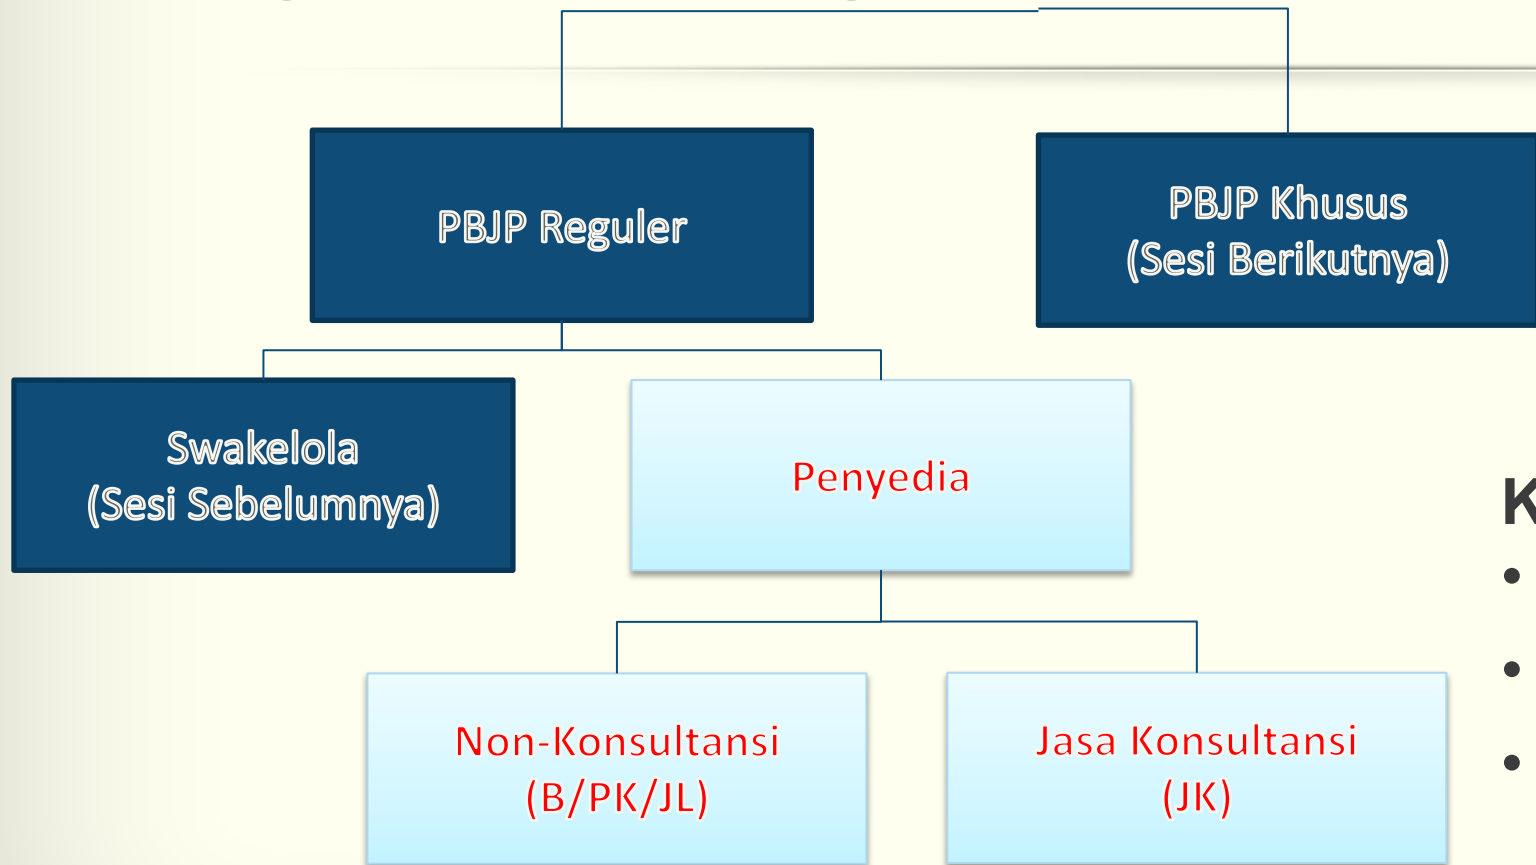 PBJP Reguler
PBJP Khusus
(Sesi Berikutnya)
Swakelola
(Sesi Sebelumnya)
Penyedia
Non-Konsultansi
(B/PK/JL)
Jasa Konsultansi
(JK)